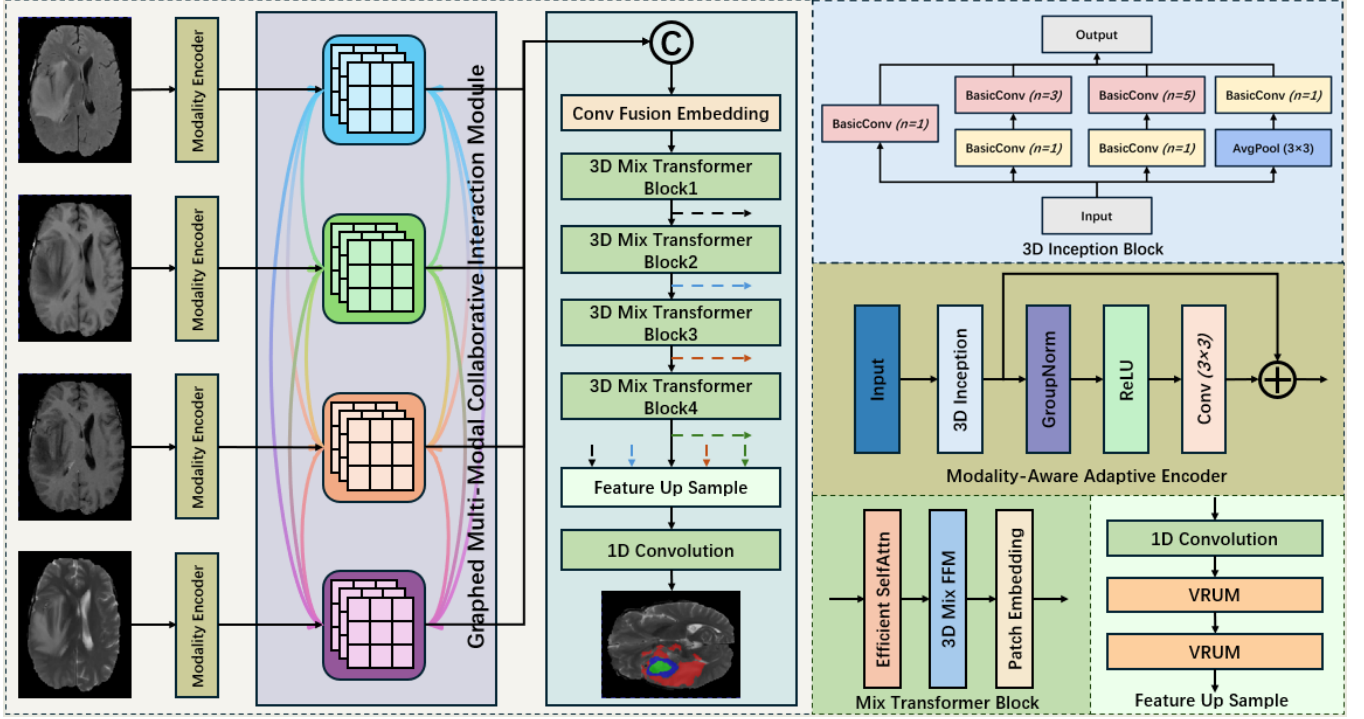 Modality Encoder
Modality Encoder
Modality Encoder
Modality Encoder
Graphed Multi-Modal Collaborative Interaction Module
C
Conv Fusion Embedding
3D Mix Transformer
Block1
3D Mix Transformer
Block2
3D Mix Transformer
Block3
3D Mix Transformer
Block4
Feature Up Sample
1D Convolution
Output
BasicConv (n=1)
BasicConv (n=3)
BasicConv (n=5)
BasicConv (n=1)
BasicConv (n=1)
BasicConv (n=1)
AvgPool (3×3)
Input
3D Inception Block
Input
3D Inception
GroupNorm
ReLU
Conv (3×3)
Modality-Aware Adaptive Encoder
Efficient SelfAttn
3D Mix FFM
Patch Embedding
Mix Transformer Block
1D Convolution
VRUM
VRUM
Feature Up Sample